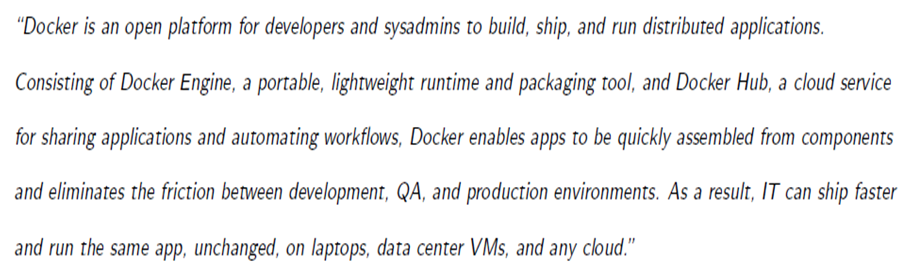 “Docker is an open platform for developers and sysadmins to build, ship, and run distributed applications.
Consisting of Docker Engine, a portable, lightweight runtime and packaging tool, and Docker Hub, a cloud service
for sharing applications and automating workflows, Docker enables apps to be quickly assembled from components
and eliminates the friction between development, QA, and production environments. As a result, IT can ship faster
and run the same app, unchanged, on laptops, data center VMs, and any cloud.”